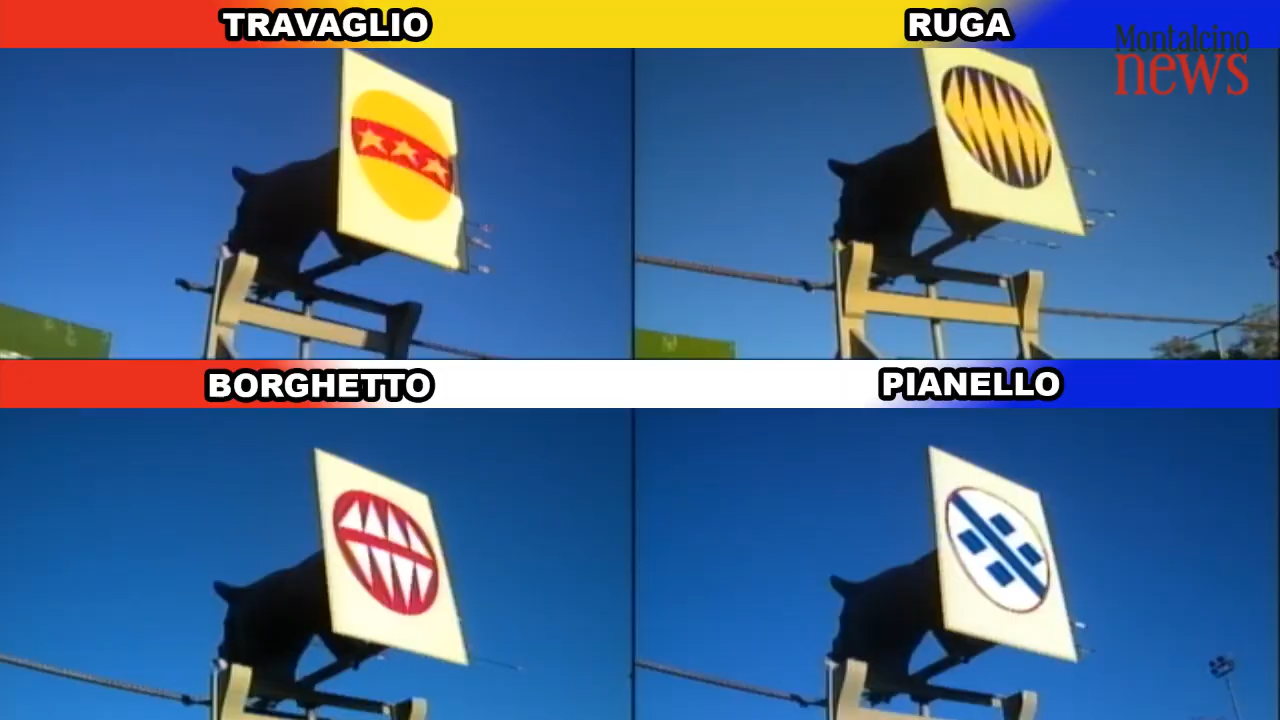 TRAVAGLIO
RUGA
Montalcino
news
BORGHETTO
PIANELLO